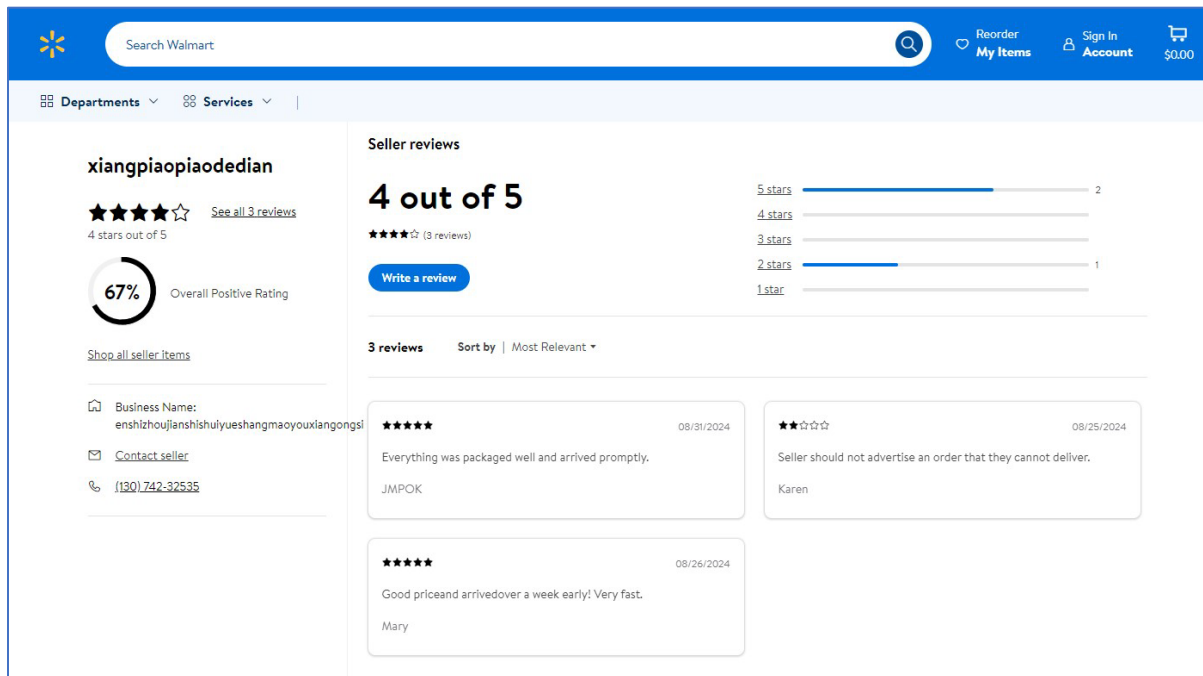 Search Walmart
Reorder
My Items
Sign In
Account
$0.00
Departments
Services
xiangpiaopiaodedian
See all 3 reviews
4 stars out of 5
67%
Overall Positive Rating
Shop all seller items
Business Name:
enshizhoujianshishuiyueshangmaoyouxiangongsi
Contact seller
(130) 742-32535
Seller reviews
4 out of 5
(3 reviews)
Write a review
5 stars 2
4 stars
3 stars
2 stars 1
1 star
3 reviews Sort by | Most Relevant
08/31/2024
Everything was packaged well and arrived promptly.
JMPOK
08/25/2024
Seller should not advertise an order that they cannot deliver.
Karen
08/26/2024
Good priceand arrivedover a week early! Very fast.
Mary